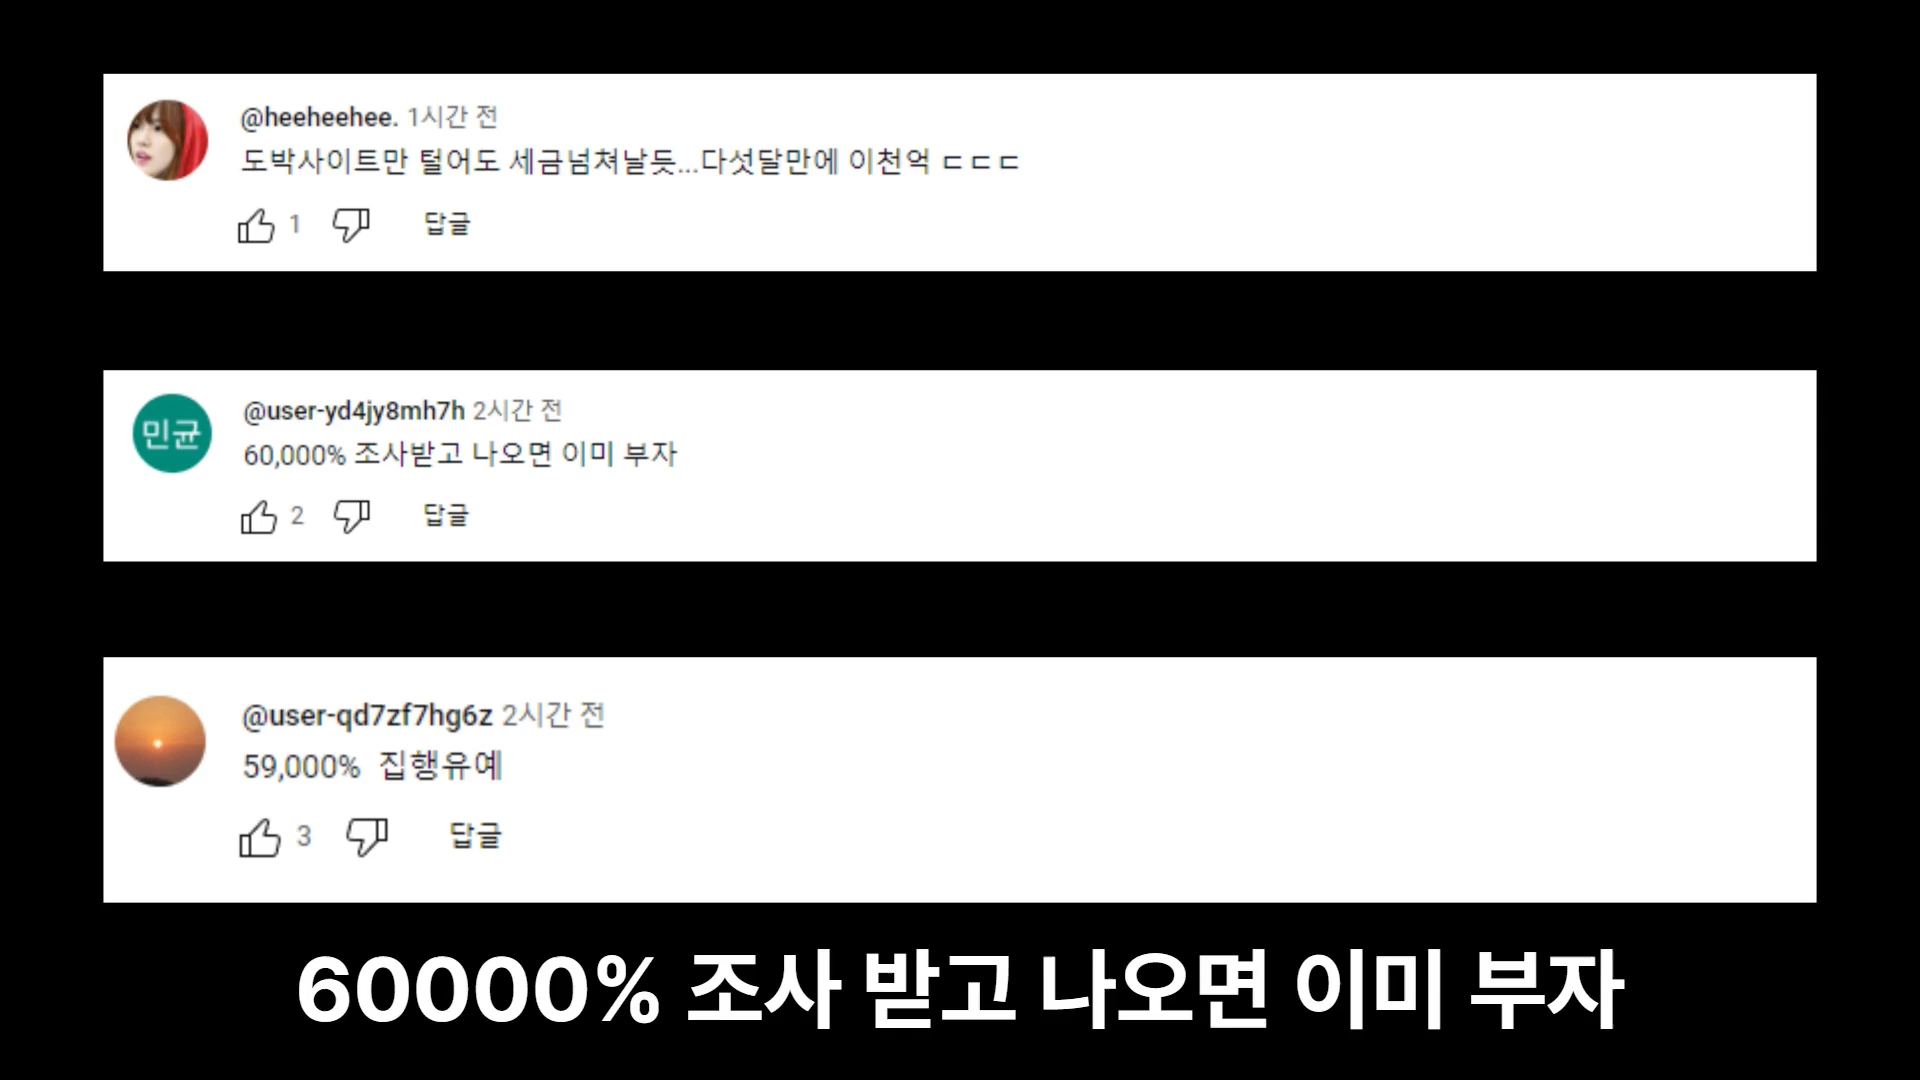 @heeheehee. 1시간 전
도박사이트만 털어도 세금넘쳐날듯...다섯달만에 이천억 ㄷㄷㄷ
1 답글
민균
@user-yd4jy8mh7h 2시간 전
60,000% 조사받고 나오면 이미 부자
2 답글
@user-qd7zf7hg6z 2시간 전
59,000% 집행유예
3 답글
60000% 조사 받고 나오면 이미 부자